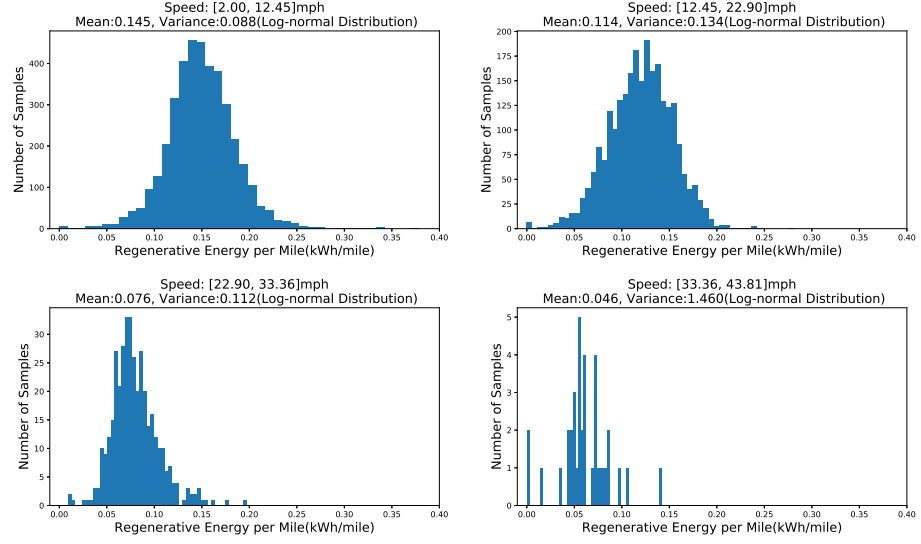 Speed: [2.00, 12.45]mph
Mean:0.145, Variance:0.088(Log-normal Distribution)
Number of Samples
400
300
200
100
0
0.00 0.05 0.10 0.15 0.20 0.25 0.30 0.35 0.40
Regenerative Energy per Mile(kWh/mile)
Speed: [12.45, 22.90]mph
Mean:0.114, Variance:0.134(Log-normal Distribution)
Number of Samples
200
175
150
125
100
75
50
25
0
0.00 0.05 0.10 0.15 0.20 0.25 0.30 0.35 0.40
Regenerative Energy per Mile(kWh/mile)
Speed: [22.90, 33.36]mph
Mean:0.076, Variance:0.112(Log-normal Distribution)
Number of Samples
30
25
20
15
10
5
0
0.00 0.05 0.10 0.15 0.20 0.25 0.30 0.35 0.40
Regenerative Energy per Mile(kWh/mile)
Speed: [33.36, 43.81]mph
Mean:0.046, Variance:1.460(Log-normal Distribution)
Number of Samples
5
4
3
2
1
0
0.00 0.05 0.10 0.15 0.20 0.25 0.30 0.35 0.40
Regenerative Energy per Mile(kWh/mile)